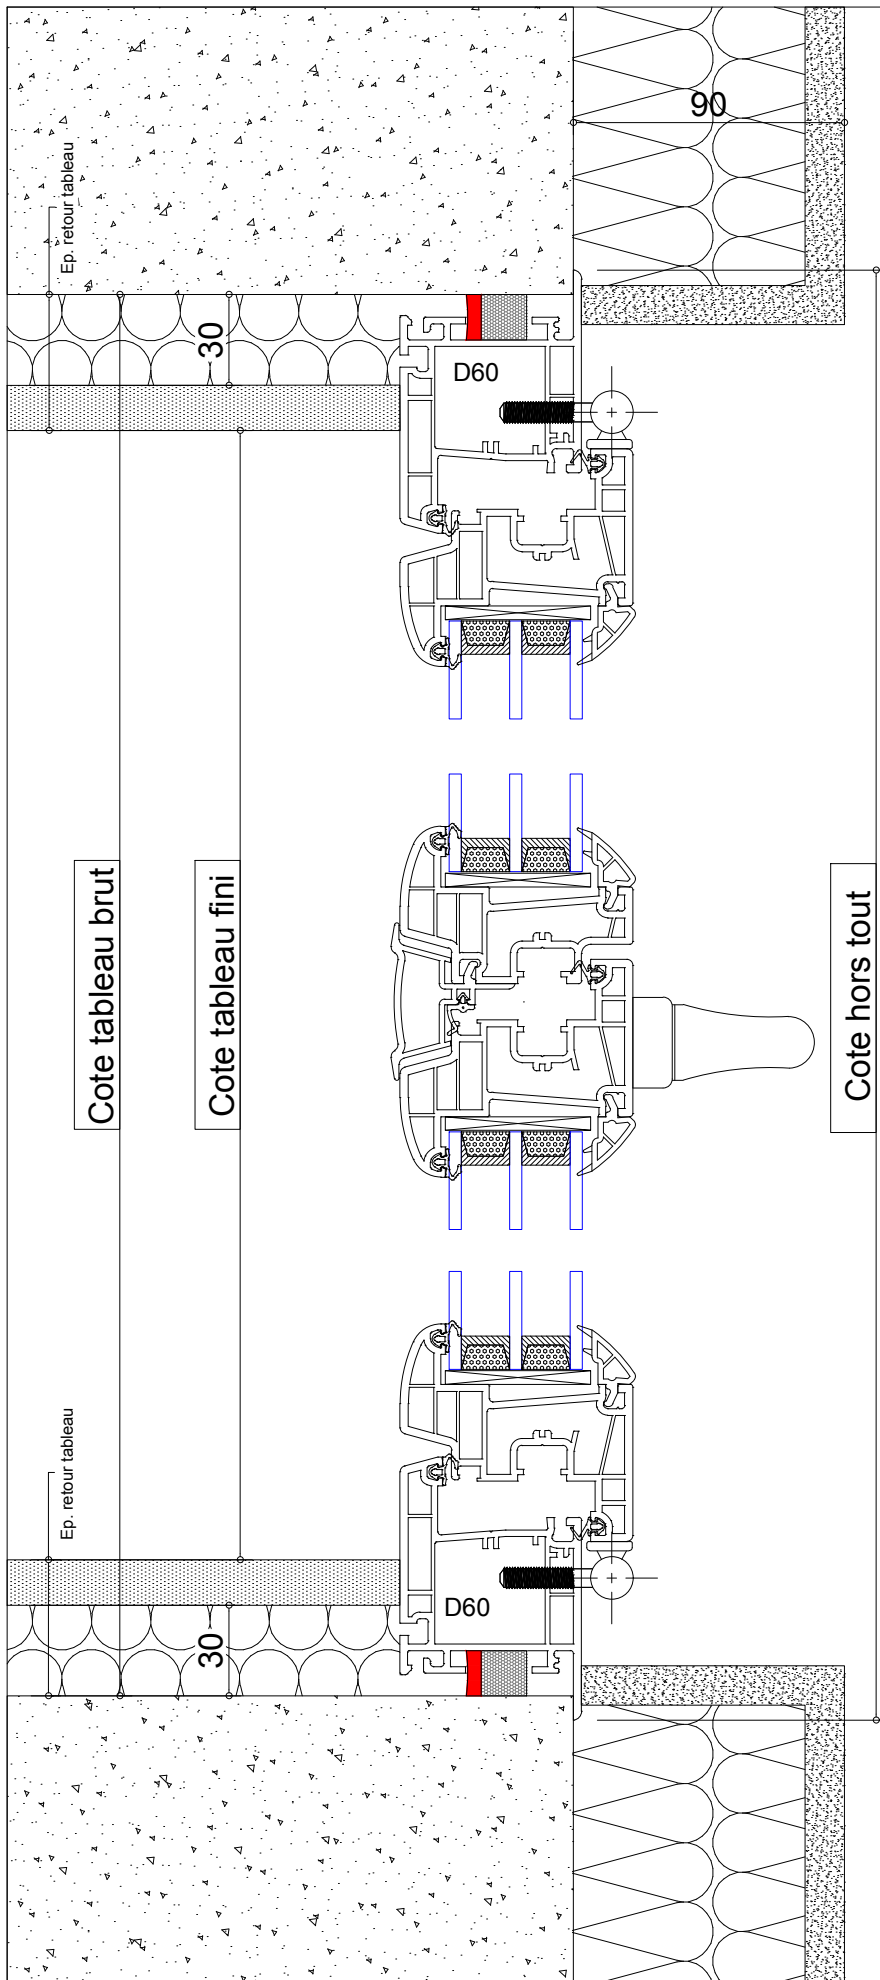 90
Ep. retour tableau
30
D60
Cote tableau brut
Cote tableau fini
Cote hors tout
Ep. retour tableau
D60
30